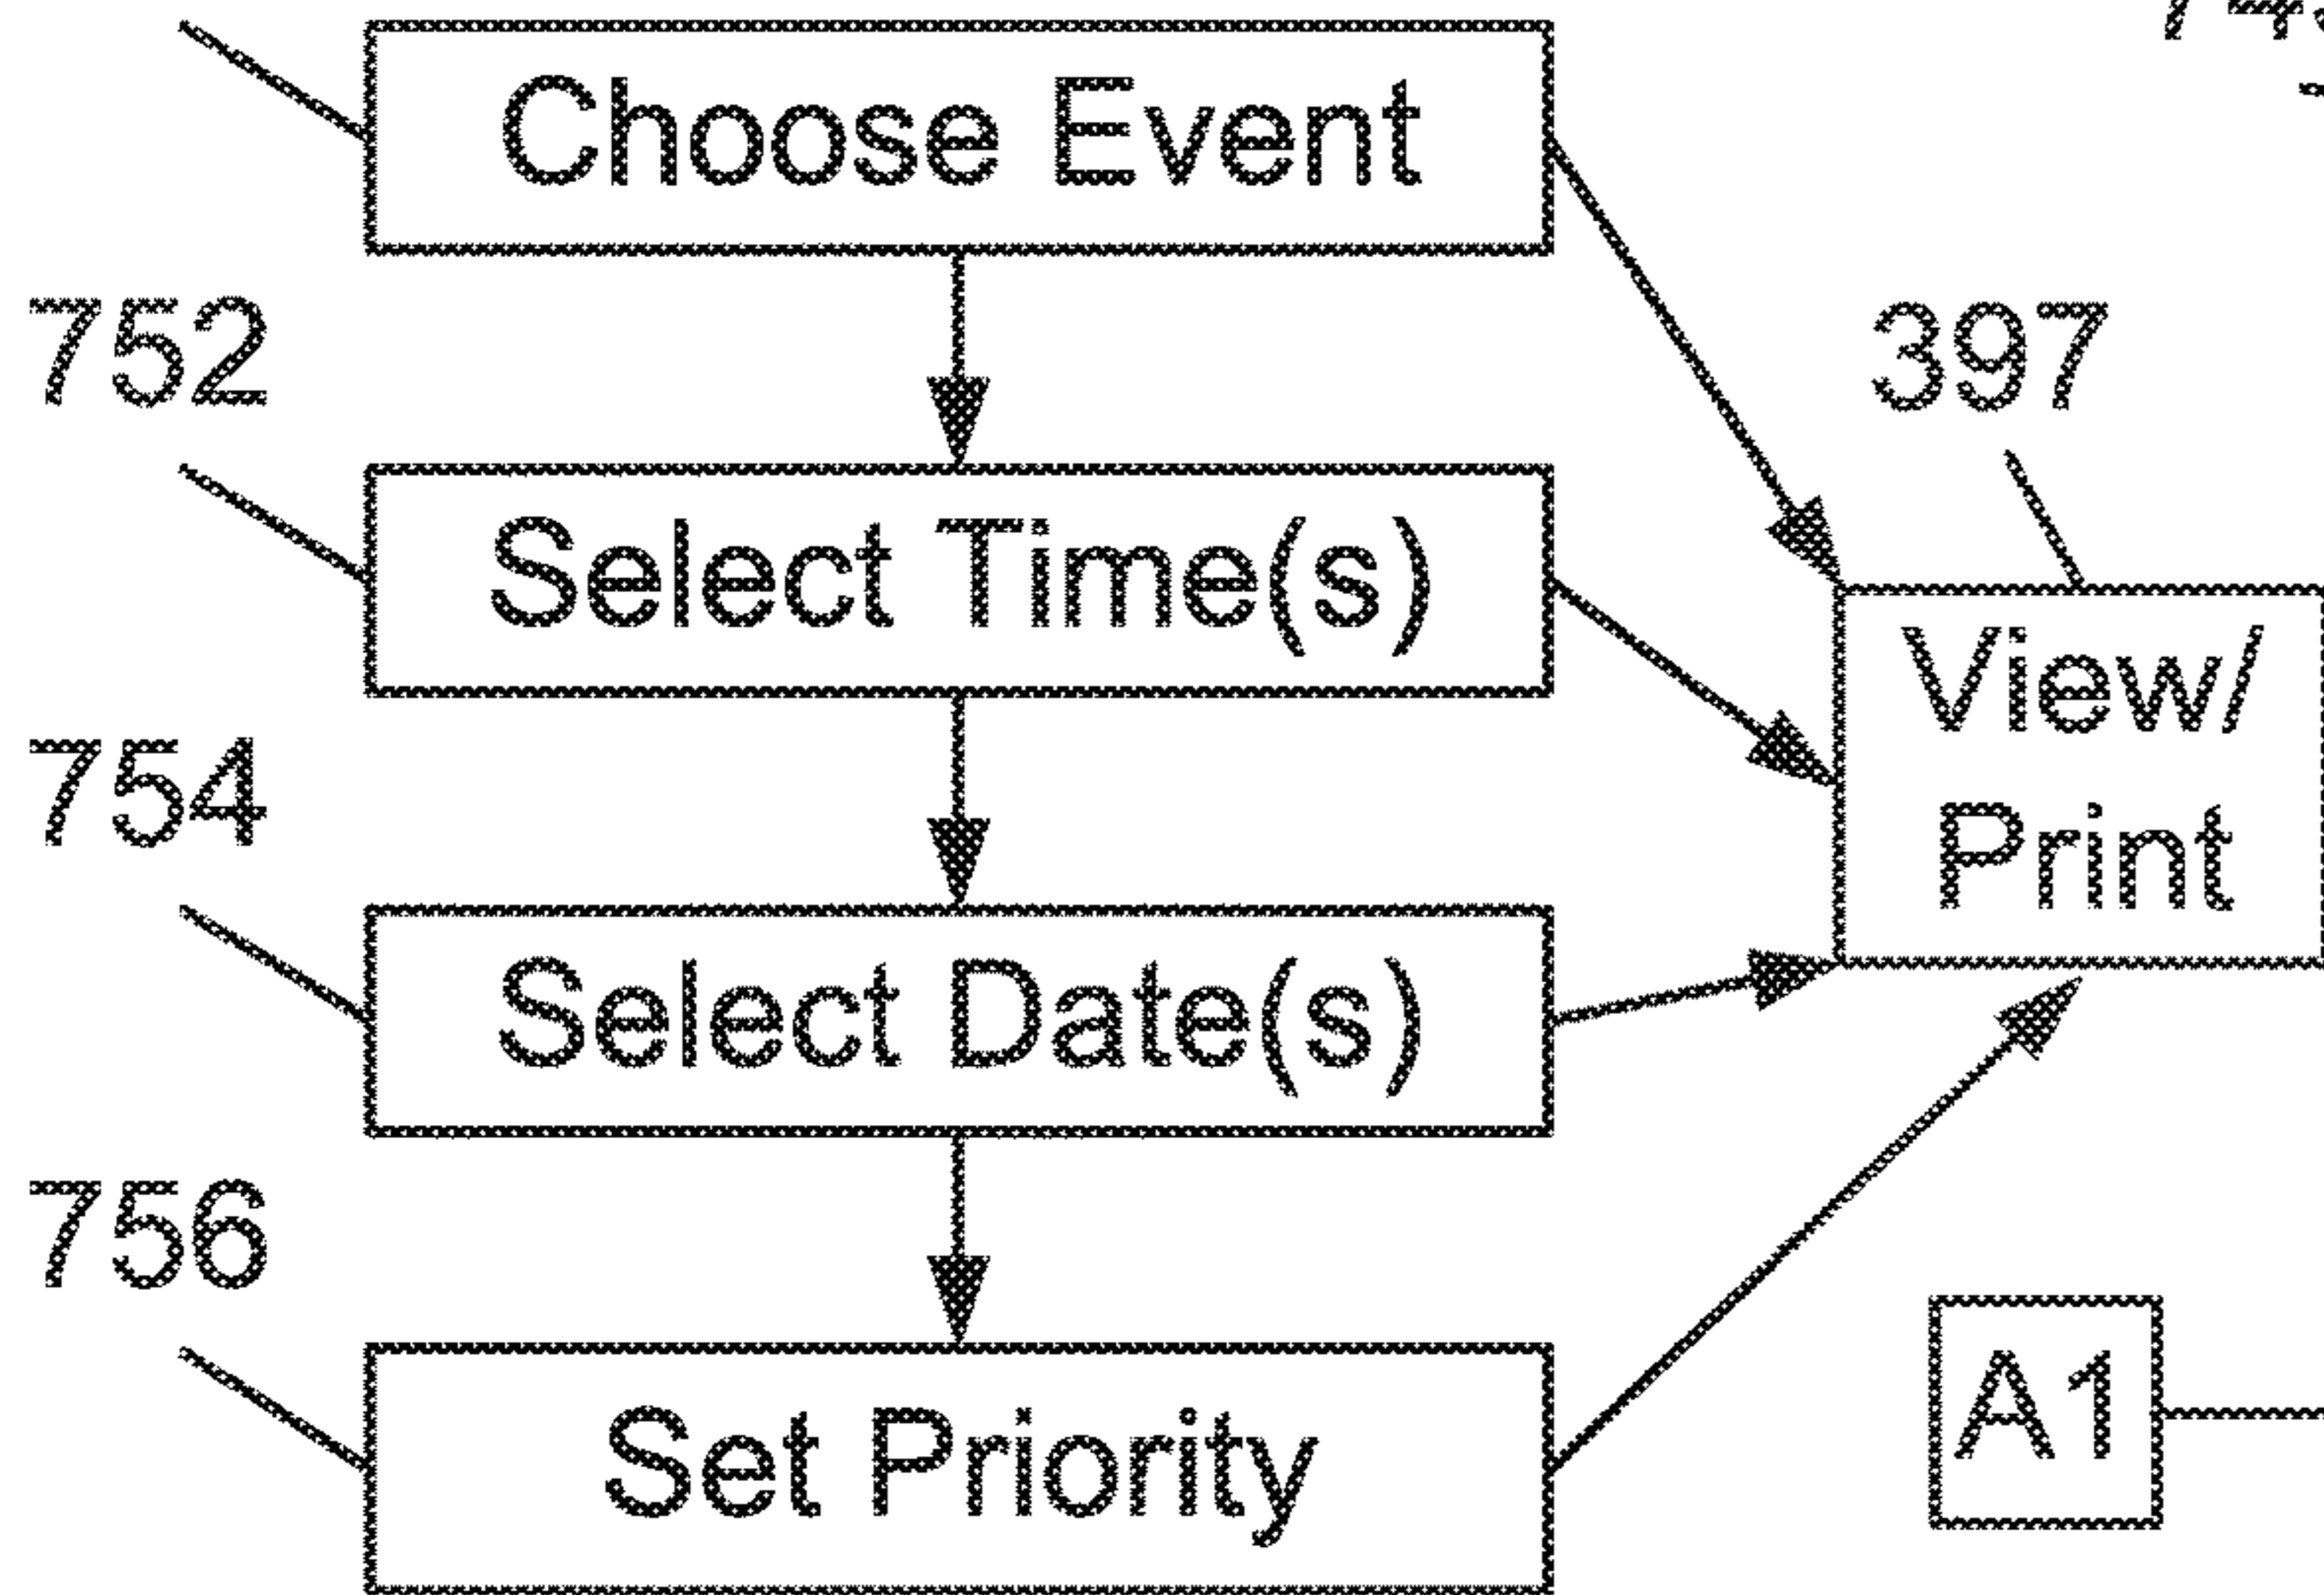 Choose Event
752
397
Select Time(s)
View/
Print
754
Select Date(s)
756
A1
Set Priority